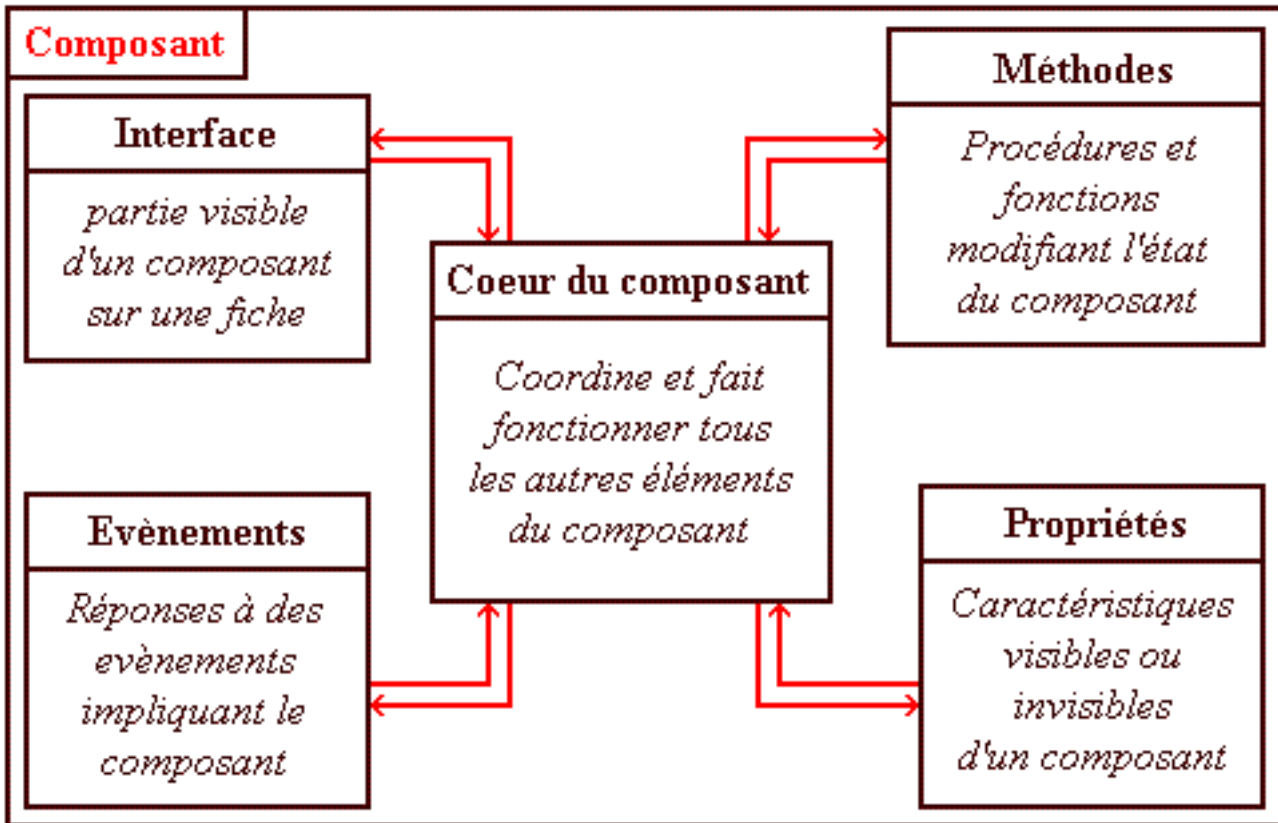 Composant
Interface
partie visible
d'un composant
sur une fiche
Méthodes
Procédures et
fonctions
modifiant l'état
du composant
Coeur du composant
Coordine et fait
fonctionner tous
les autres éléments
du composant
Evènements
Réponses à des
evènements
impliquant le
composant
Propriétés
Caractéristiques
visibles ou
invisibles
d'un composant